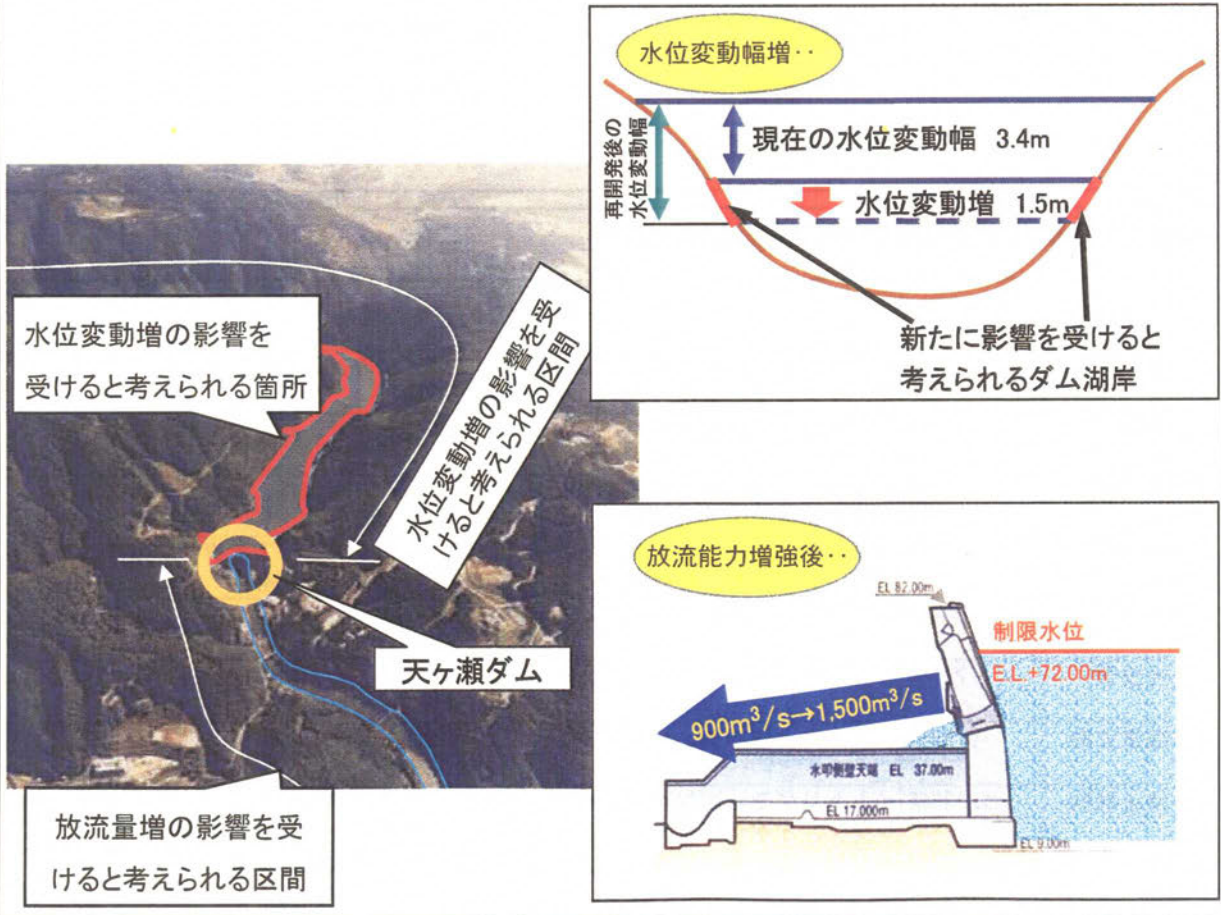 水位変動幅増‥
再開発後の
水位変動幅
現在の水位変動幅 3.4m
水位変動増 1.5m
新たに影響を受けると
考えられるダム湖岸
水位変動増の影響を
受けると考えられる箇所
水位変動増の影響を受
けると考えられる区間
天ヶ瀬ダム
放流量増の影響を受
けると考えられる区間
放流能力増強後‥
EL 82.00m
制限水位
E.L.+72.00m
900m³/s→1,500m³/s
水叩側壁天端 EL 37.00m
EL 17.000m
EL 9.00m